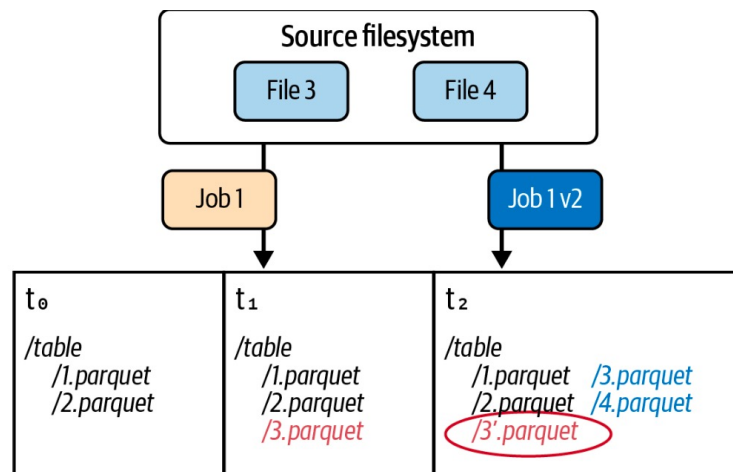 Source filesystem
File 3
File 4
Job 1
Job 1 v2
t₀
/table
/1.parquet
/2.parquet
t₁
/table
/1.parquet
/2.parquet
/3.parquet
t₂
/table
/1.parquet /3.parquet
/2.parquet /4.parquet
/3'.parquet